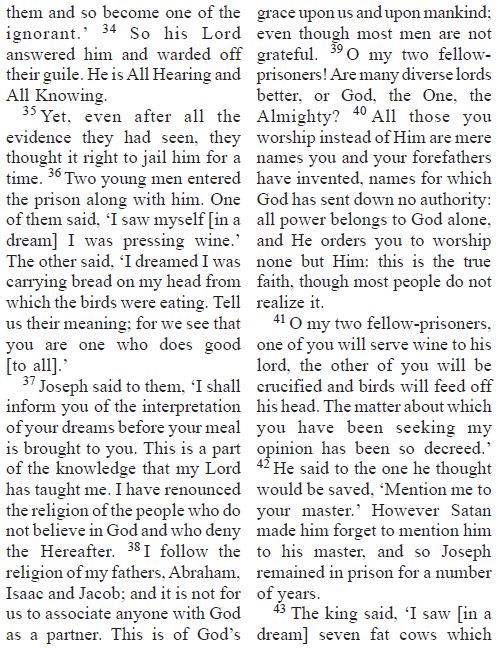 them and so become one of the
ignorant.’ 34 So his Lord
answered him and warded off
their guile. He is All Hearing and
All Knowing.
35 Yet, even after all the
evidence they had seen, they
thought it right to jail him for a
time. 36 Two young men entered
the prison along with him. One
of them said, ‘I saw myself [in a
dream] I was pressing wine.’
The other said, ‘I dreamed I was
carrying bread on my head from
which the birds were eating. Tell
us their meaning; for we see that
you are one who does good
[to all].’
37 Joseph said to them, ‘I shall
inform you of the interpretation
of your dreams before your meal
is brought to you. This is a part
of the knowledge that my Lord
has taught me. I have renounced
the religion of the people who do
not believe in God and who deny
the Hereafter. 38 I follow the
religion of my fathers, Abraham,
Isaac and Jacob; and it is not for
us to associate anyone with God
as a partner. This is of God’s
grace upon us and upon mankind;
even though most men are not
grateful. 39 O my two fellow-
prisoners! Are many diverse lords
better, or God, the One, the
Almighty? 40 All those you
worship instead of Him are mere
names you and your forefathers
have invented, names for which
God has sent down no authority:
all power belongs to God alone,
and He orders you to worship
none but Him: this is the true
faith, though most people do not
realize it.
41 O my two fellow-prisoners,
one of you will serve wine to his
lord, the other of you will be
crucified and birds will feed off
his head. The matter about which
you have been seeking my
opinion has been so decreed.’
42 He said to the one he thought
would be saved, ‘Mention me to
your master.’ However Satan
made him forget to mention him
to his master, and so Joseph
remained in prison for a number
of years.
43 The king said, ‘I saw [in a
dream] seven fat cows which